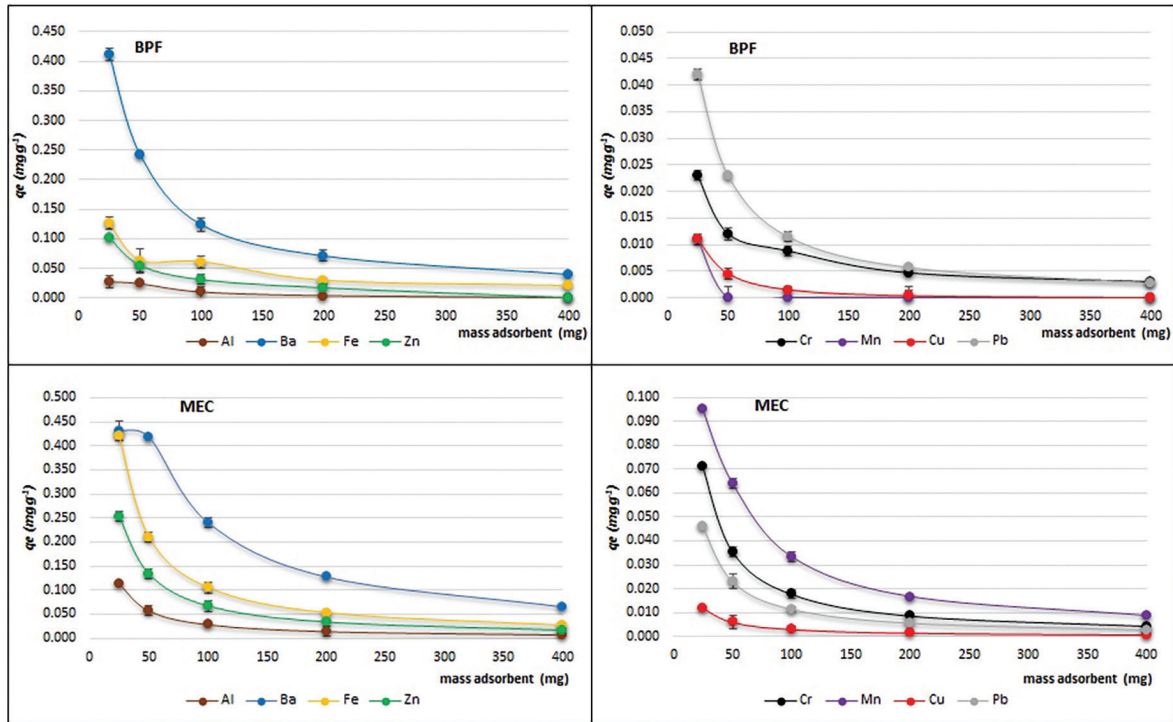 BPF
qe (mgg-1)
0.450
0.400
0.350
0.300
0.250
0.200
0.150
0.100
0.050
0.000
0 50 100 150 200 250 300 350 400
mass adsorbent (mg)
Al Ba Fe Zn
BPF
qe (mgg-1)
0.050
0.045
0.040
0.035
0.030
0.025
0.020
0.015
0.010
0.005
0.000
0 50 100 150 200 250 300 350 400
mass adsorbent (mg)
Cr Mn Cu Pb
MEC
qe (mgg-1)
0.500
0.450
0.400
0.350
0.300
0.250
0.200
0.150
0.100
0.050
0.000
0 50 100 150 200 250 300 350 400
mass adsorbent (mg)
Al Ba Fe Zn
MEC
qe (mgg-1)
0.100
0.090
0.080
0.070
0.060
0.050
0.040
0.030
0.020
0.010
0.000
0 50 100 150 200 250 300 350 400
mass adsorbent (mg)
Cr Mn Cu Pb